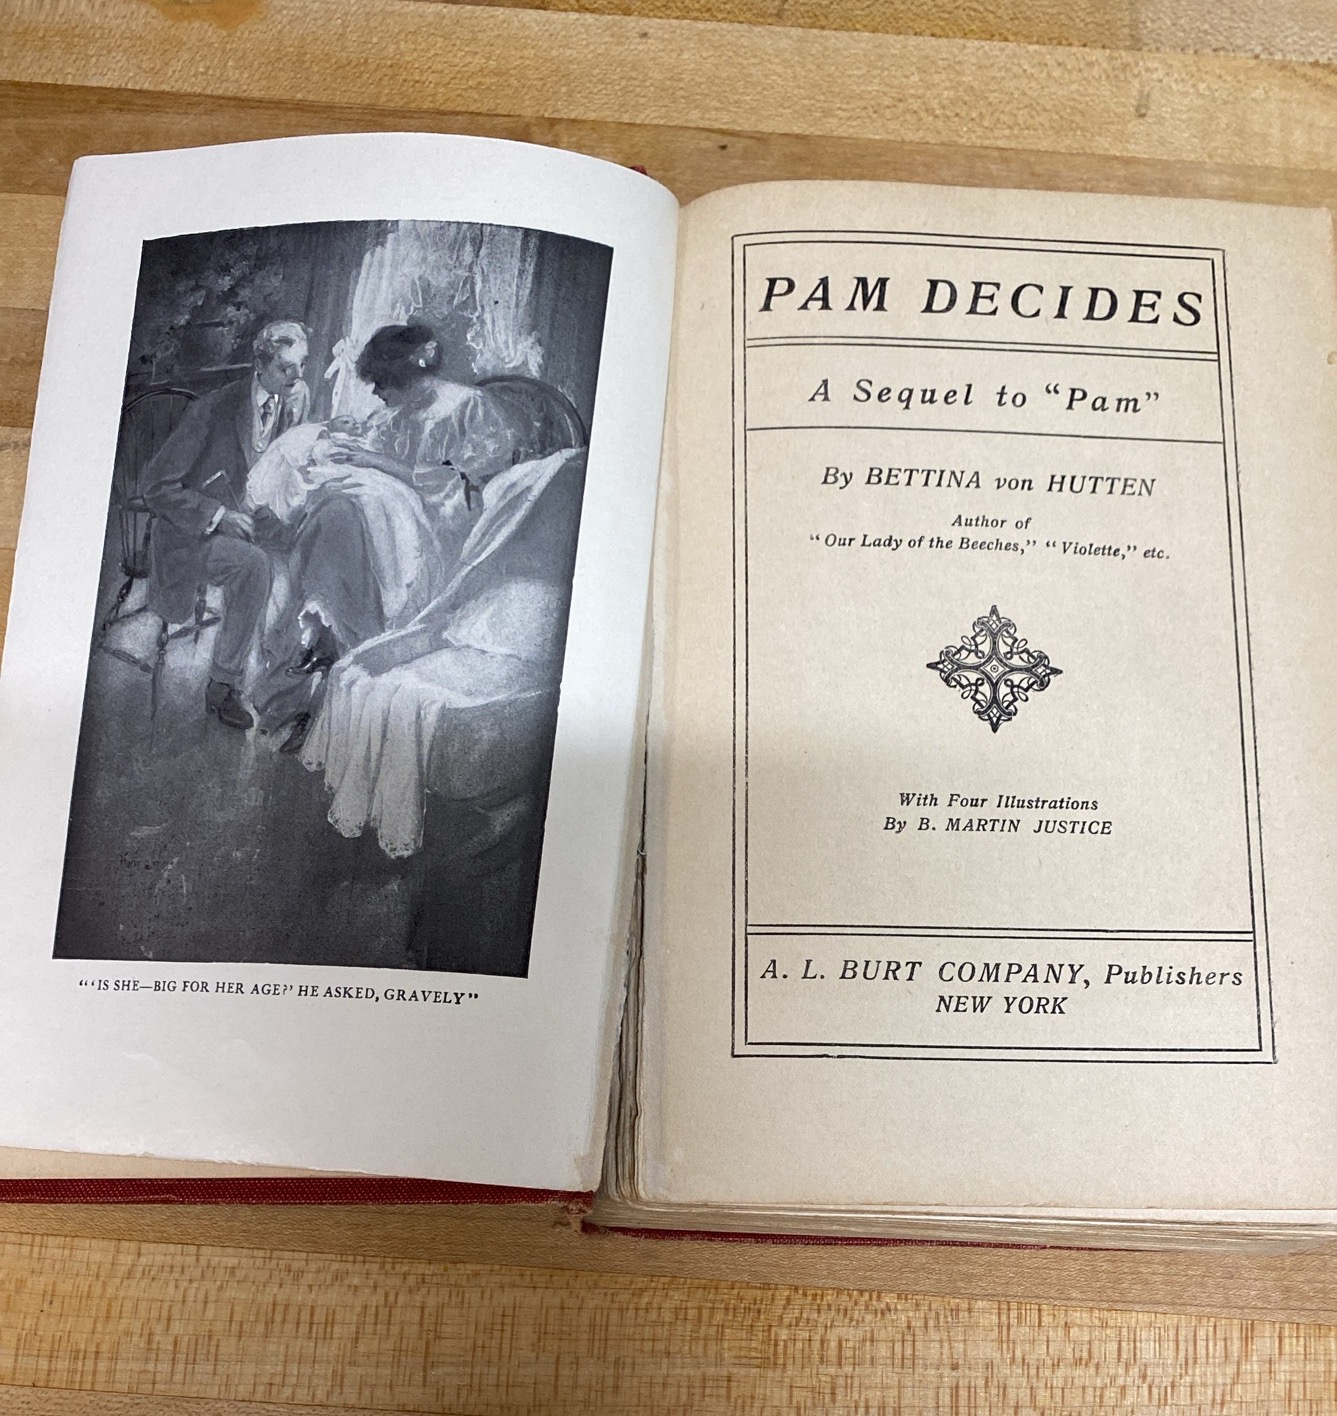 "'IS SHE—BIG FOR HER AGE?' HE ASKED, GRAVELY"
PAM DECIDES
A Sequel to "Pam"
By BETTINA von HUTTEN
Author of
"Our Lady of the Beeches," "Violette," etc.
With Four Illustrations
By B. MARTIN JUSTICE
A. L. BURT COMPANY, Publishers
NEW YORK